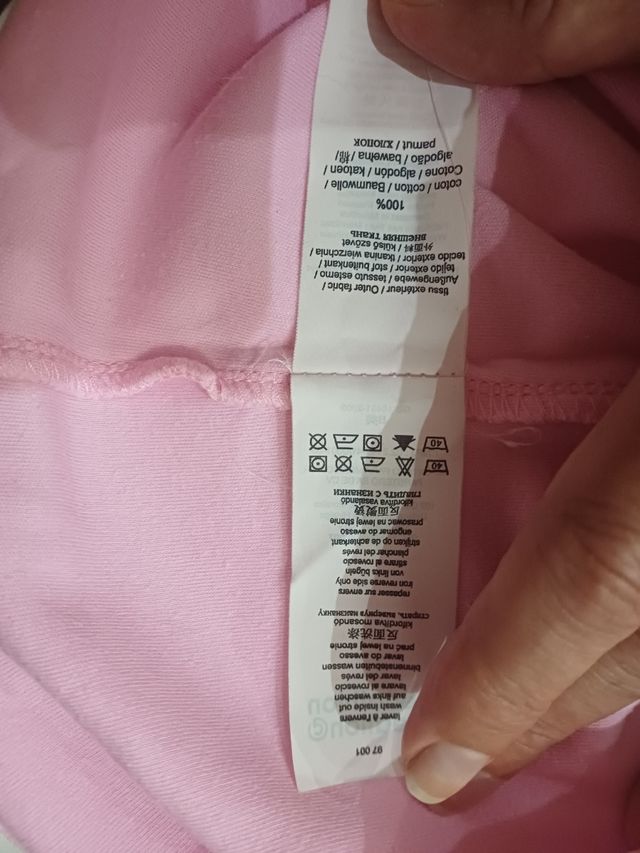 97 001
laver à l'envers
wash inside out
auf links waschen
lavare al rovescio
lavar del revés
binnenstebuiten wassen
lavar do avesso
prać na lewej stronie
反面洗涤
kifordítva mosandó
стирать, вывернув наизнанку
repasser sur envers
iron reverse side only
von links bügeln
stirare al rovescio
planchar del revés
strijken op de achterkant
engomar do avesso
prasować na lewej stronie
反面熨烫
kifordítva vasalandó
гладить с изнанки
40
40
tissu extérieur / Outer fabric /
Außengewebe / tessuto esterno /
tejido exterior / stof buitenkant /
tecido exterior / tkanina wierzchnia /
外面料 / külső szövet
внешняя ткань
100%
coton / cotton / Baumwolle /
Cotone / algodón / katoen /
algodão / bawełna /棉/
pamut / хлопок